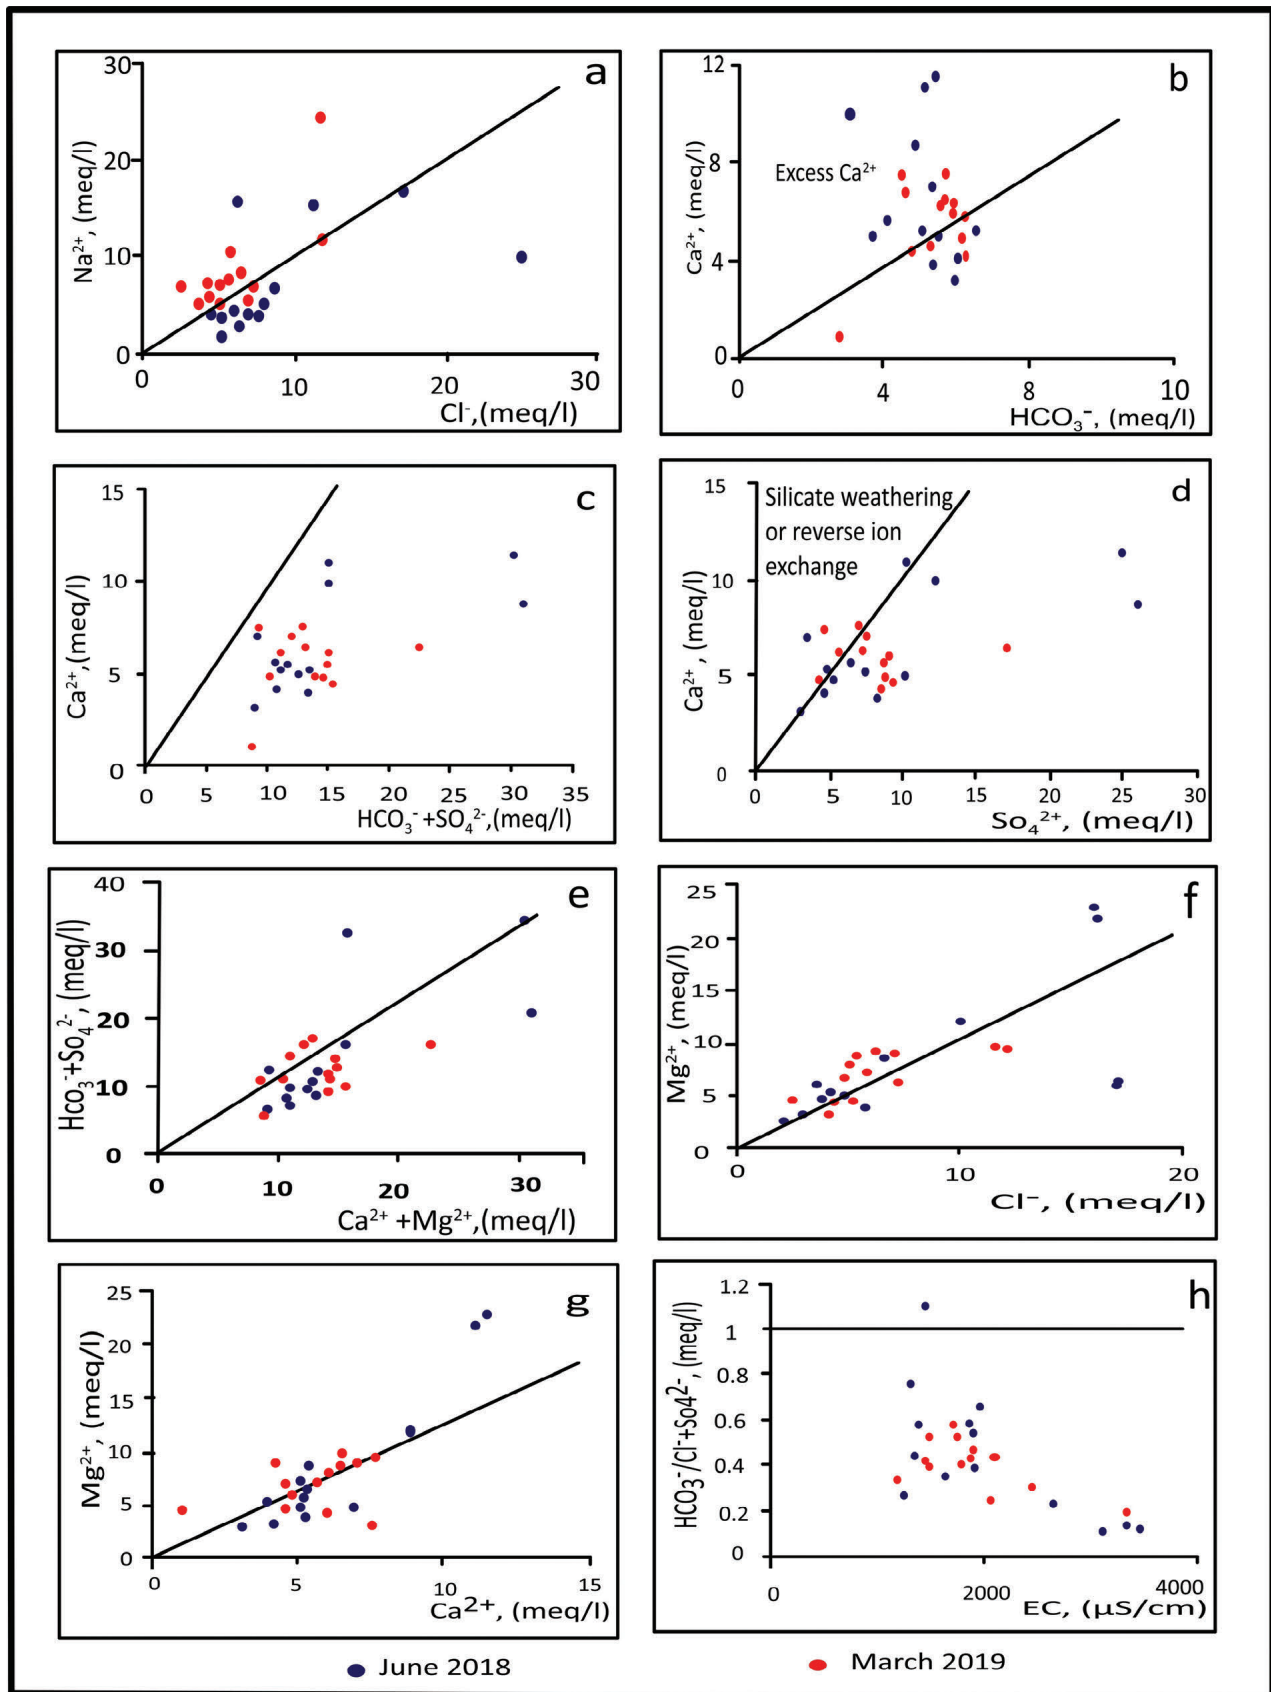 a
30
20
10
0
0
10
20
30
Na²⁺, (meq/l)
Cl⁻,(meq/l)
b
12
8
4
0
0
4
8
10
Excess Ca²⁺
Ca²⁺, (meq/l)
HCO₃⁻, (meq/l)
c
15
10
5
0
0
5
10
15
20
25
30
35
Ca²⁺,(meq/l)
HCO₃⁻+SO₄²⁻,(meq/l)
d
15
10
5
0
0
5
10
15
20
25
30
Silicate weathering
or reverse ion
exchange
Ca²⁺, (meq/l)
So₄²⁺, (meq/l)
e
40
30
20
10
0
0
10
20
30
Hco₃⁻+So₄²⁻, (meq/l)
Ca²⁺ +Mg²⁺,(meq/l)
f
25
20
15
10
5
0
0
10
20
Mg²⁺, (meq/l)
Cl⁻, (meq/l)
g
25
20
15
10
5
0
0
5
10
15
Mg²⁺, (meq/l)
Ca²⁺, (meq/l)
h
1.2
1
0.8
0.6
0.4
0.2
0
0
2000
4000
HCO₃⁻/Cl⁻+So4²⁻, (meq/l)
EC, (µS/cm)
June 2018
March 2019